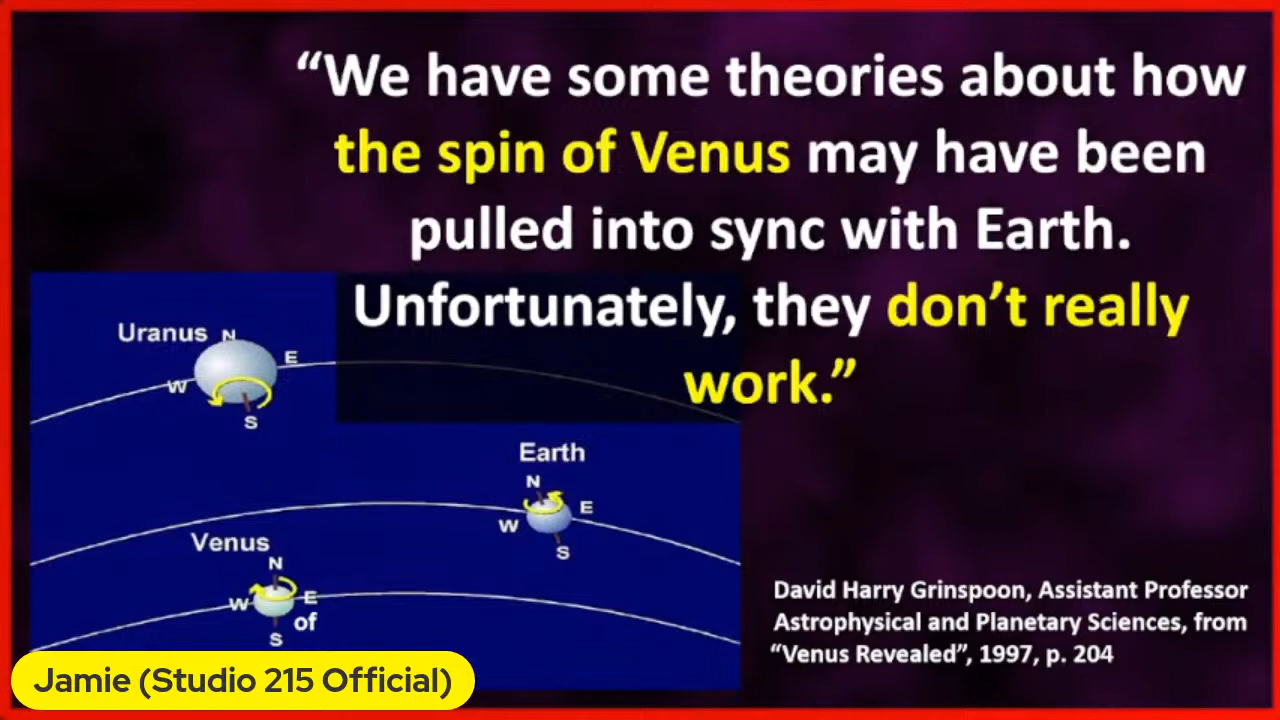 “We have some theories about how
the spin of Venus may have been
pulled into sync with Earth.
Unfortunately, they don’t really
work.”
Uranus N
E
W
S
Earth
N
E
W
S
Venus
N
W E
of
S
David Harry Grinspoon, Assistant Professor
Astrophysical and Planetary Sciences, from
“Venus Revealed”, 1997, p. 204
Jamie (Studio 215 Official)